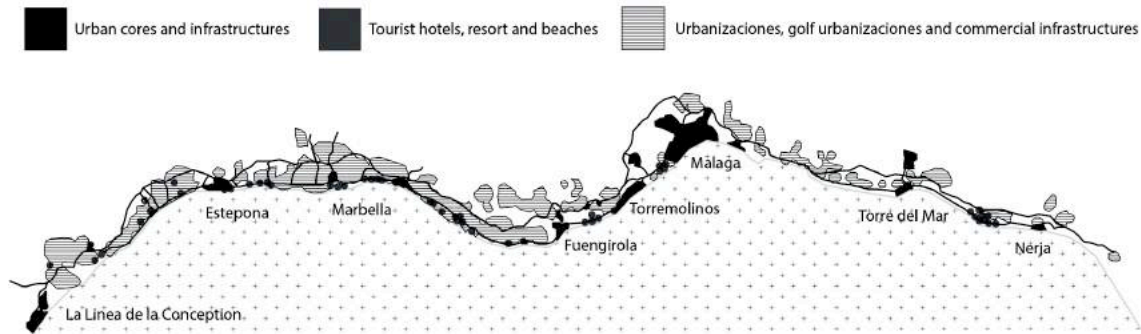 Urban cores and infrastructures
Tourist hotels, resort and beaches
Urbanizaciones, golf urbanizaciones and commercial infrastructures
Màlaga
Estepona
Marbella
Torremolinos
Torre del Mar
Fuengirola
Nerja
La Linea de la Conception